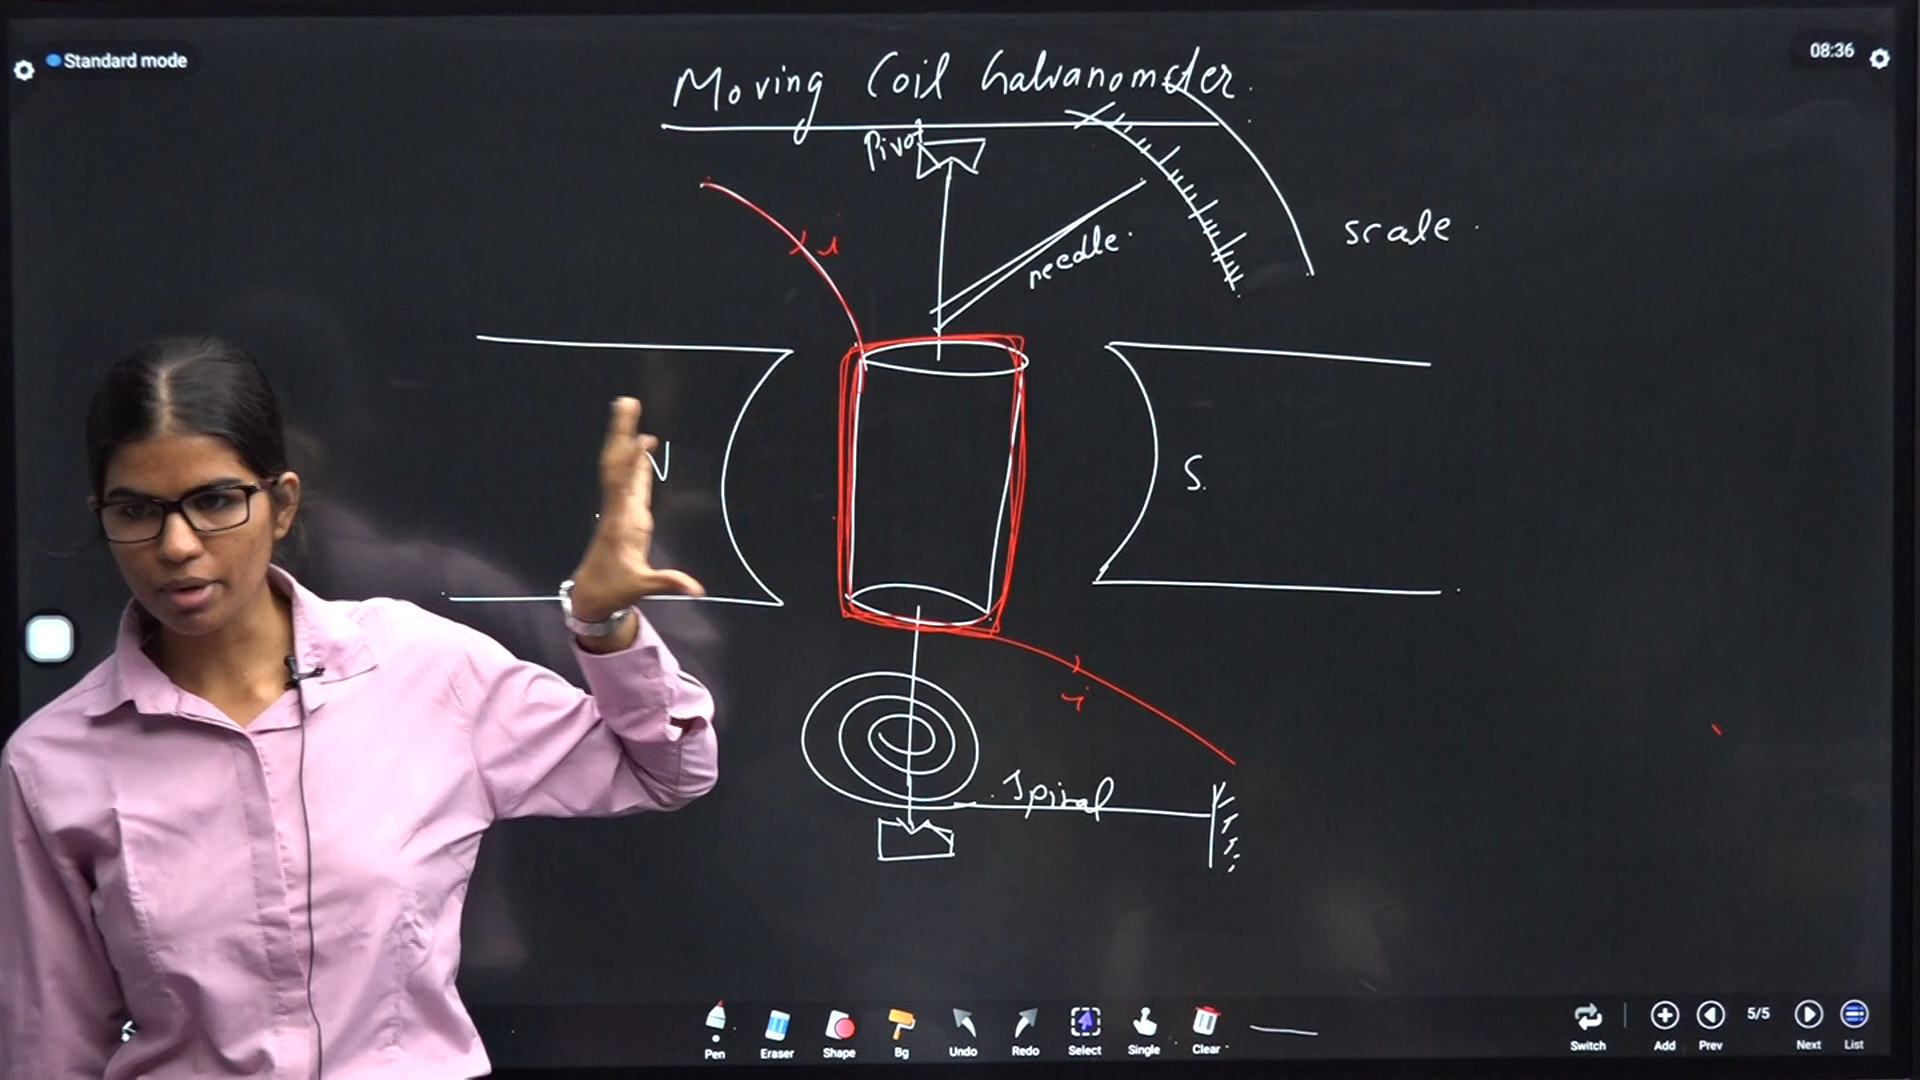 Standard mode
08:36
Moving Coil Galvanometer.
Pivot
i
needle.
scale.
N
S.
i
Spiral
Pen
Eraser
Shape
Bg
Undo
Redo
Select
Single
Clear
Switch
Add
Prev
5/5
Next
List